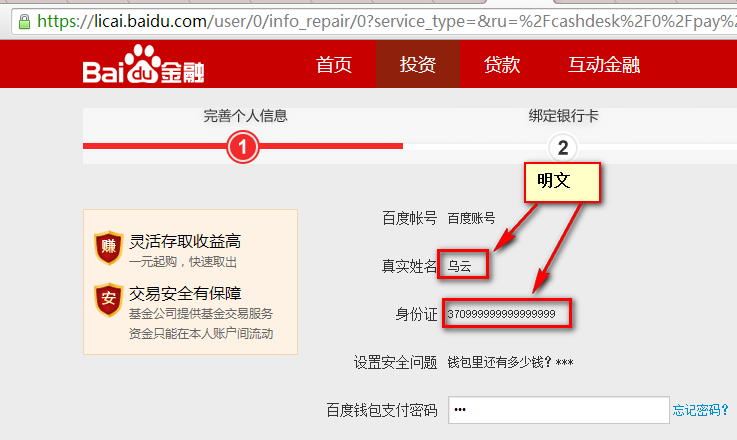 https://licai.baidu.com/user/0/info_repair/0?service_type=&ru=%2Fcashdesk%2F0%2Fpay%2
Bai du 金融 首页 投资 贷款 互动金融
完善个人信息 绑定银行卡
1 2
明文
百度帐号 百度账号
赚 灵活存取收益高
一元起购，快速取出
真实姓名 乌云
安 交易安全有保障
基金公司提供基金交易服务
资金只能在本人账户间流动
身份证 370999999999999999
设置安全问题 钱包里还有多少钱? ***
百度钱包支付密码 ••• 忘记密码?